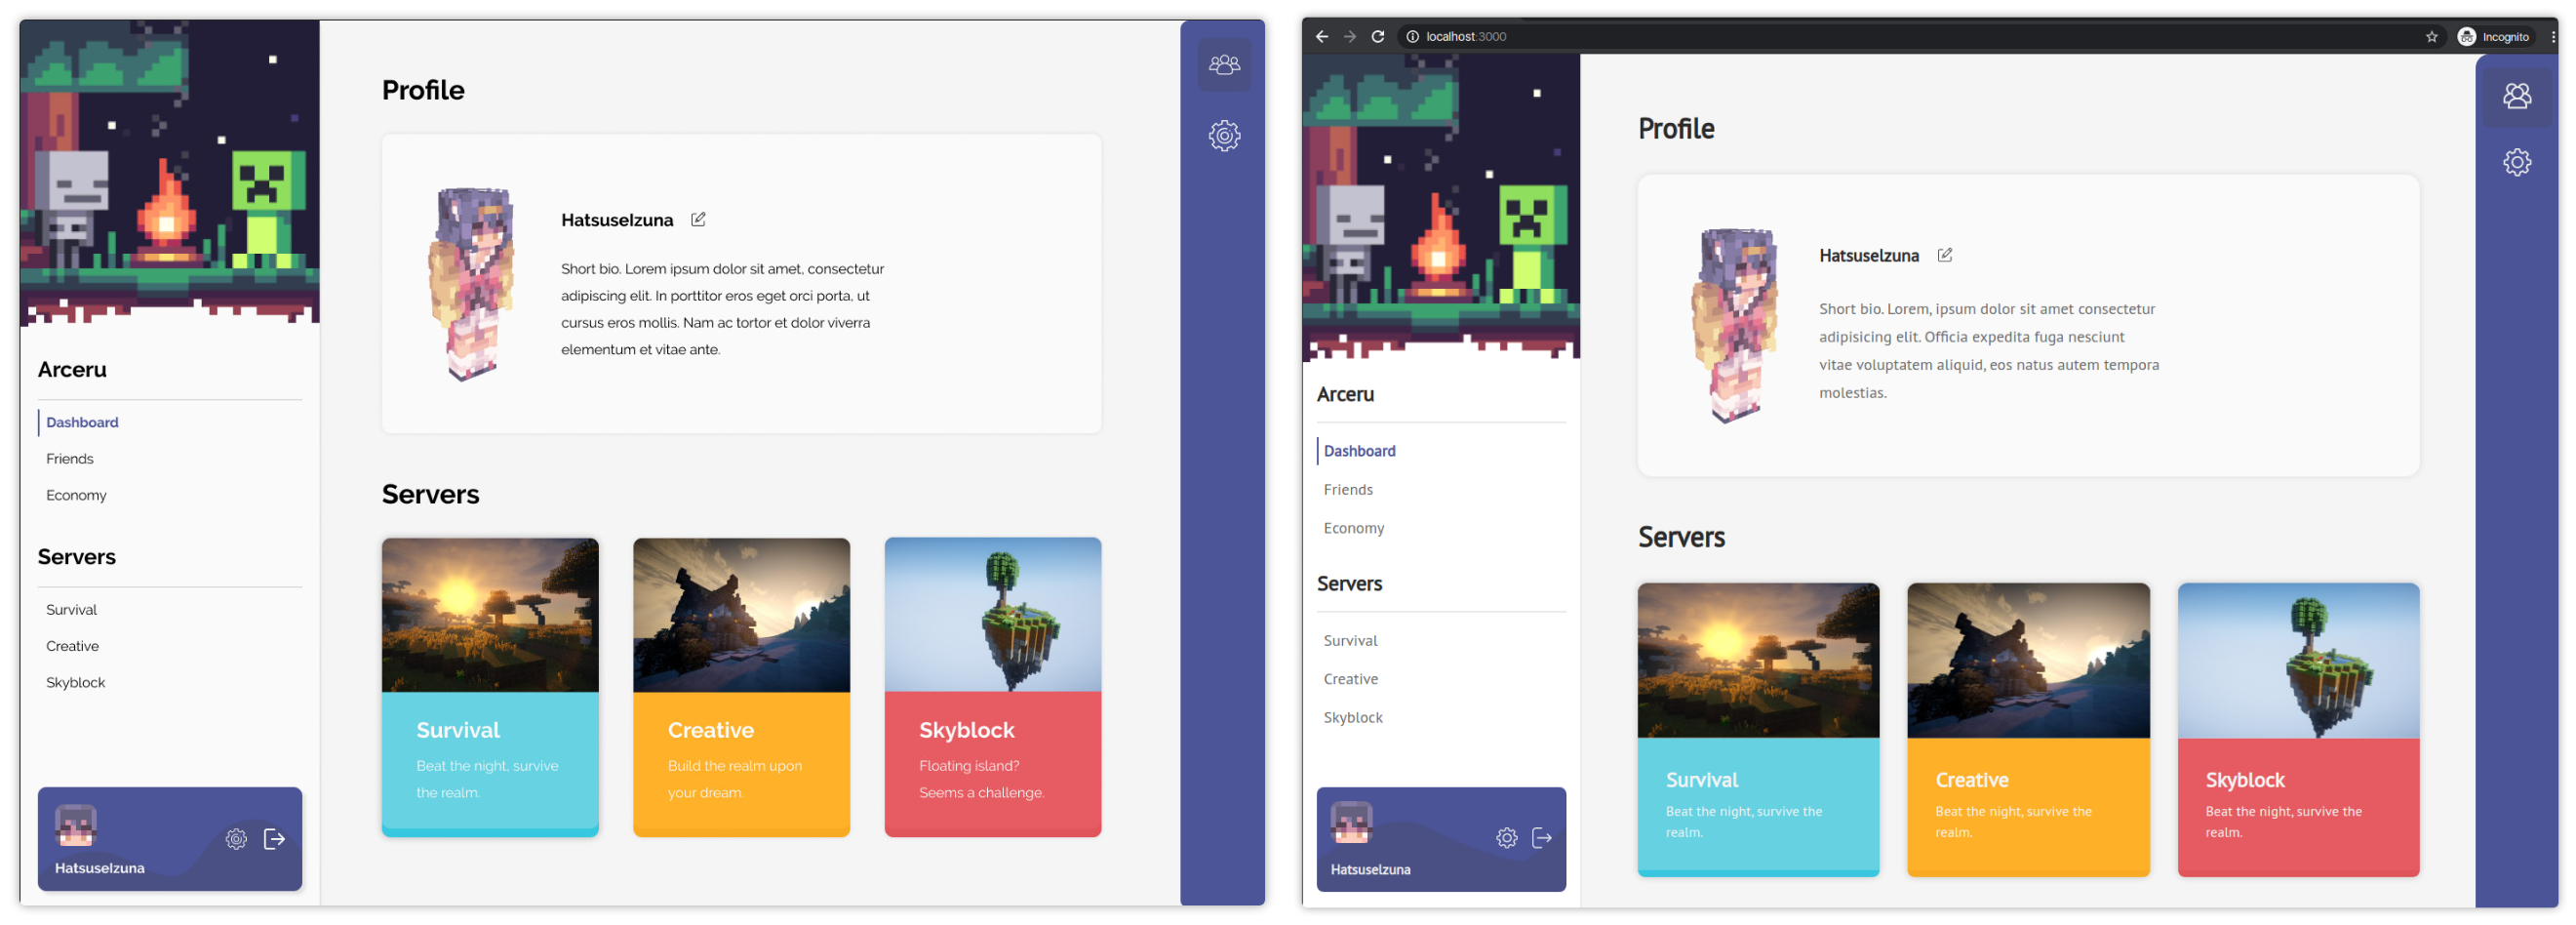 Profile
HatsuseIzuna
Short bio. Lorem ipsum dolor sit amet, consectetur
adipiscing elit. In porttitor eros eget orci porta, ut
cursus eros mollis. Nam ac tortor et dolor viverra
elementum et vitae ante.
Arceru
Dashboard
Friends
Economy
Servers
Survival
Creative
Skyblock
HatsuseIzuna
Servers
Survival
Beat the night, survive
the realm.
Creative
Build the realm upon
your dream.
Skyblock
Floating island?
Seems a challenge.
localhost:3000
Incognito
Profile
HatsuseIzuna
Short bio. Lorem, ipsum dolor sit amet consectetur
adipisicing elit. Officia expedita fuga nesciunt
vitae voluptatem aliquid, eos natus autem tempora
molestias.
Arceru
Dashboard
Friends
Economy
Servers
Survival
Creative
Skyblock
HatsuseIzuna
Servers
Survival
Beat the night, survive the
realm.
Creative
Beat the night, survive the
realm.
Skyblock
Beat the night, survive the
realm.